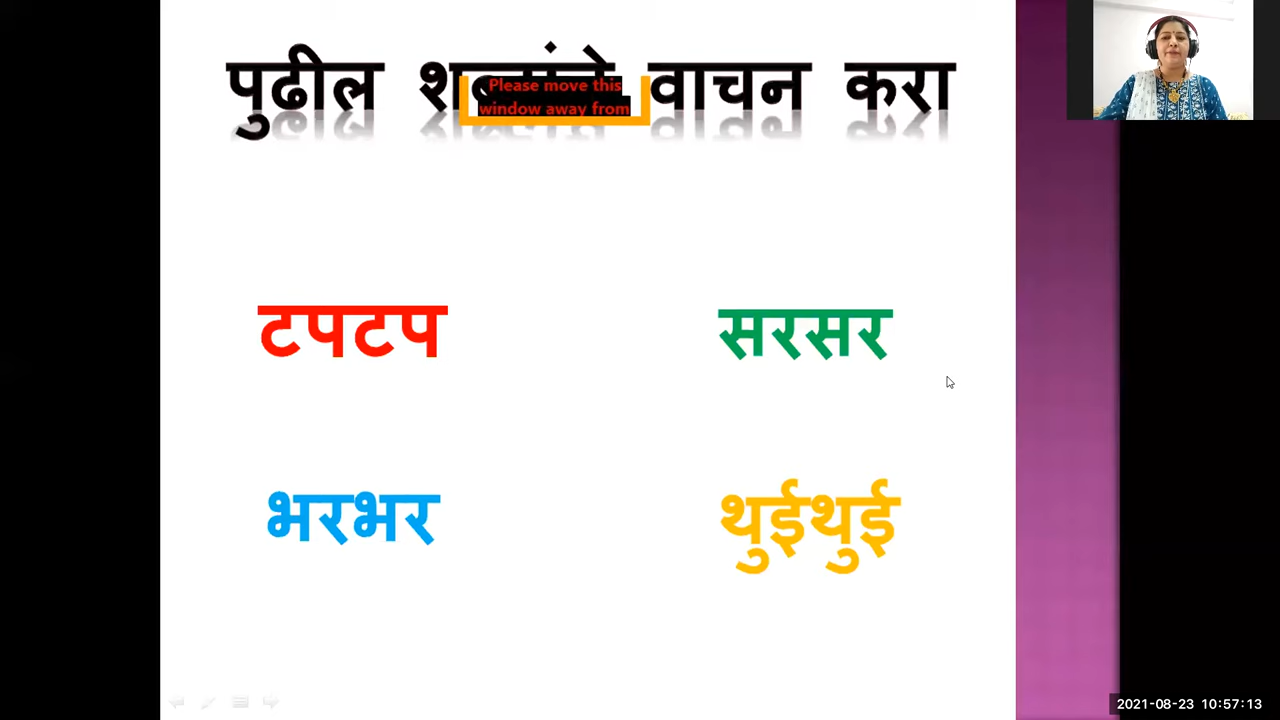 पुढील वाचन करा
Please move this
window away from
टपटप सरसर
भरभर थुईथुई
2021-08-23 10:57:13